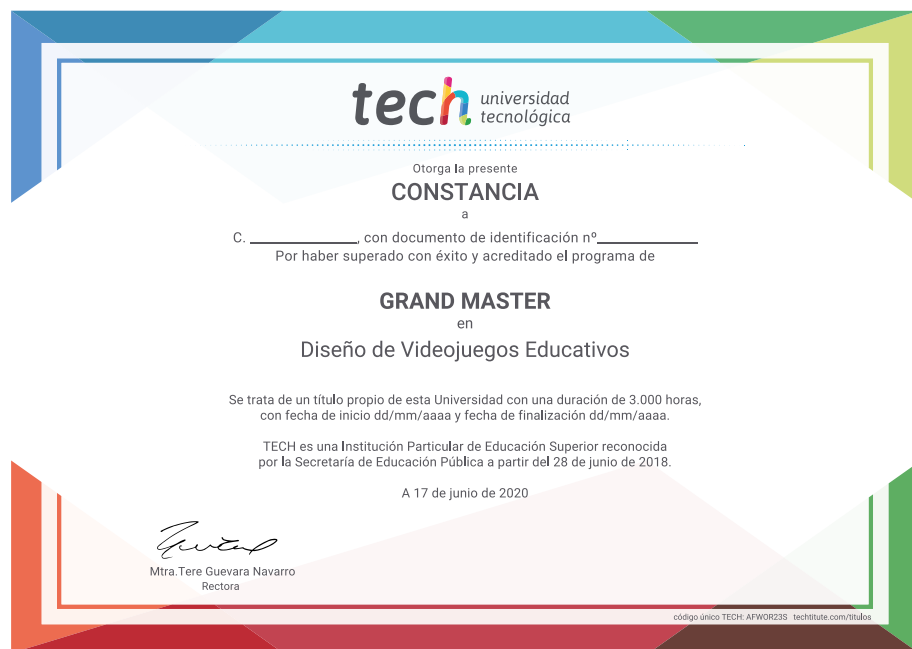 tech universidad
tecnológica
Otorga la presente
CONSTANCIA
a
C. ____________, con documento de identificación nº____________
Por haber superado con éxito y acreditado el programa de
GRAND MASTER
en
Diseño de Videojuegos Educativos
Se trata de un título propio de esta Universidad con una duración de 3.000 horas,
con fecha de inicio dd/mm/aaaa y fecha de finalización dd/mm/aaaa.
TECH es una Institución Particular de Educación Superior reconocida
por la Secretaría de Educación Pública a partir del 28 de junio de 2018.
A 17 de junio de 2020
Mtra.Tere Guevara Navarro
Rectora
código único TECH: AFWOR23S techtitute.com/titulos